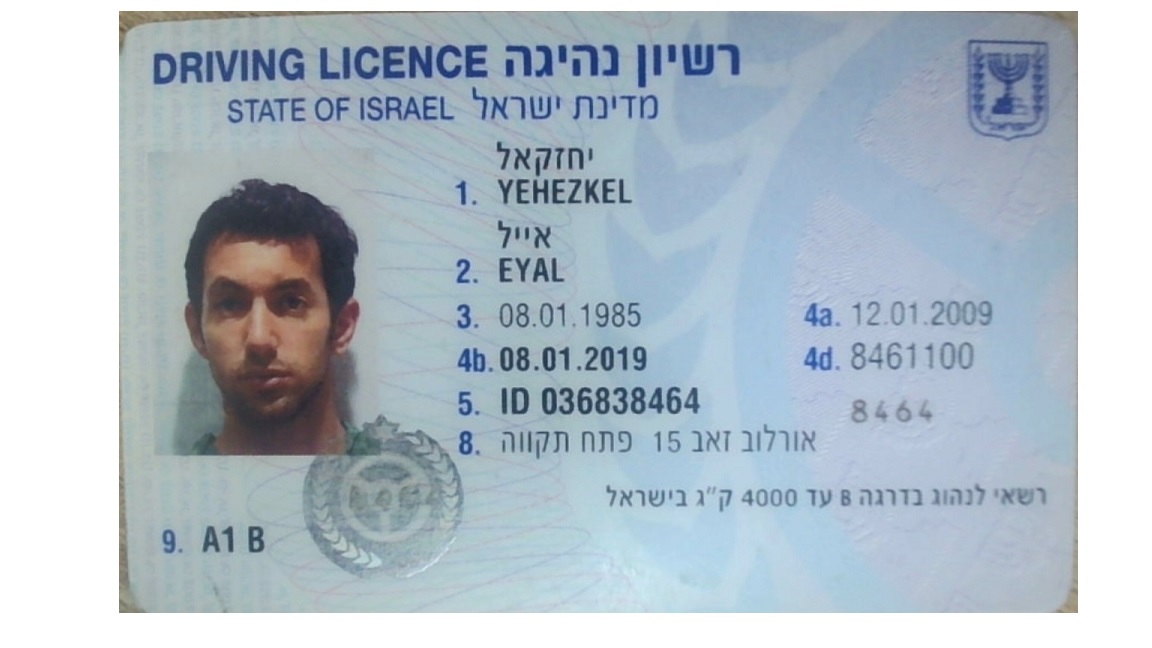 DRIVING LICENCE רשיון נהיגה
STATE OF ISRAEL מדינת ישראל
יחזקאל
1. YEHEZKEL
אייל
2. EYAL
3. 08.01.1985 4a. 12.01.2009
4b. 08.01.2019 4d. 8461100
5. ID 036838464 8464
8. אורלוב זאב 15 פתח תקווה
רשאי לנהוג בדרגה B עד 4000 ק"ג בישראל
9. A1 B